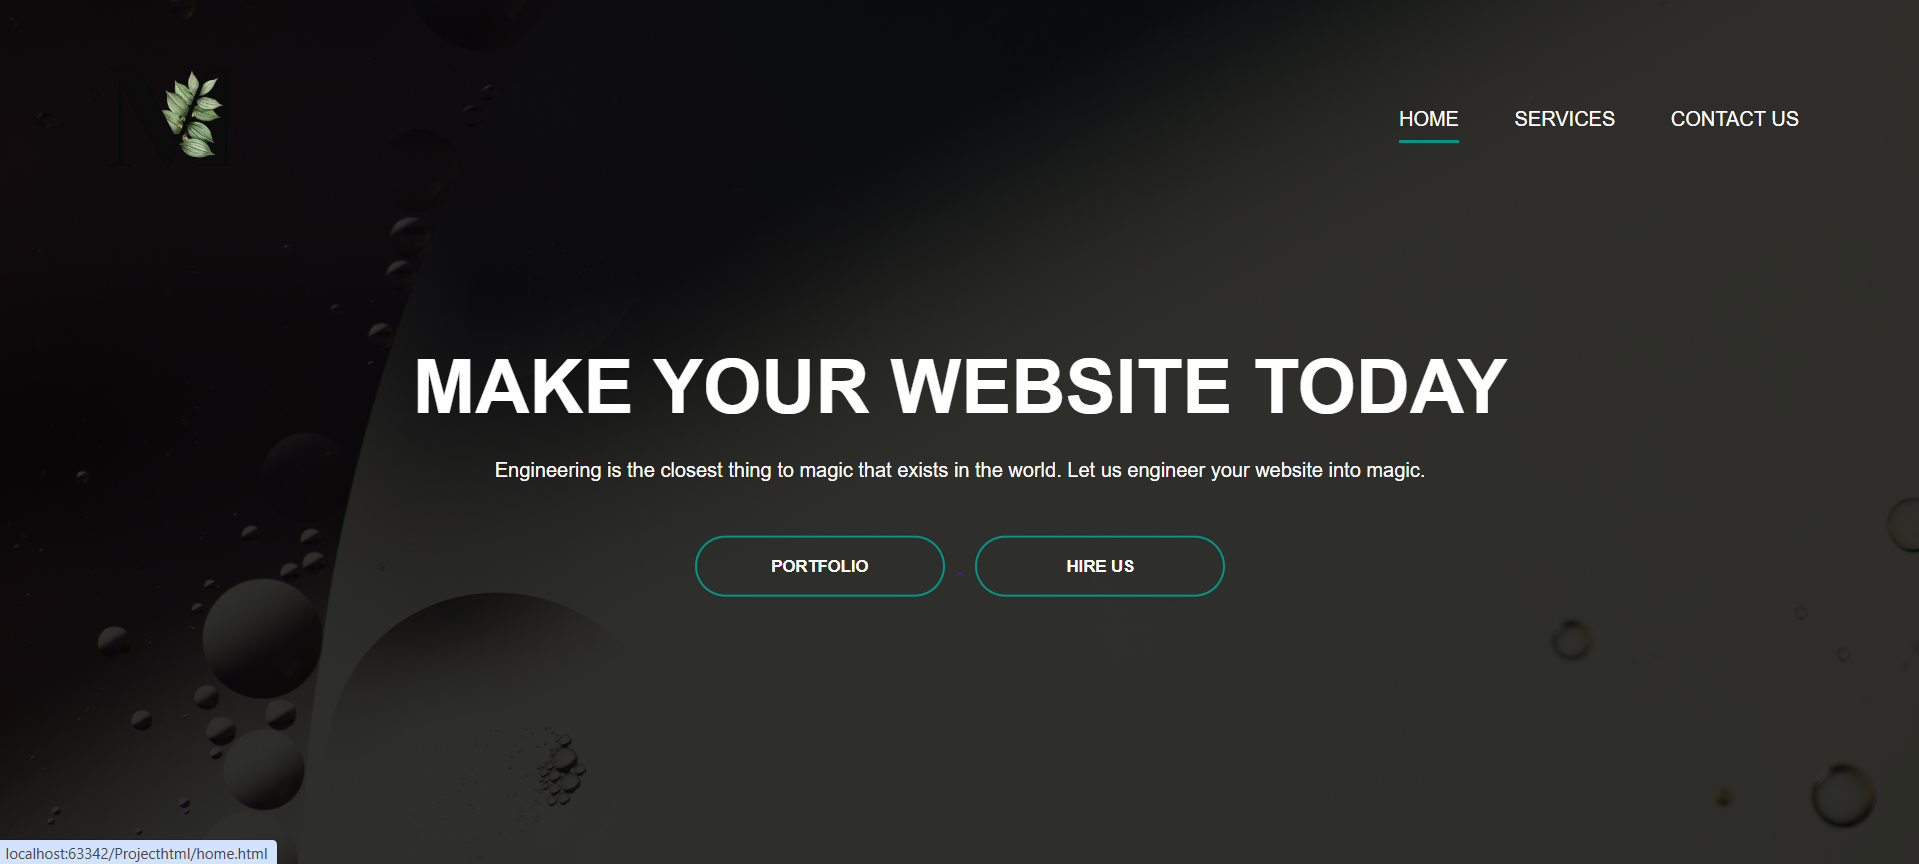 M
HOME SERVICES CONTACT US
MAKE YOUR WEBSITE TODAY
Engineering is the closest thing to magic that exists in the world. Let us engineer your website into magic.
PORTFOLIO HIRE US
localhost:63342/Projecthtml/home.html